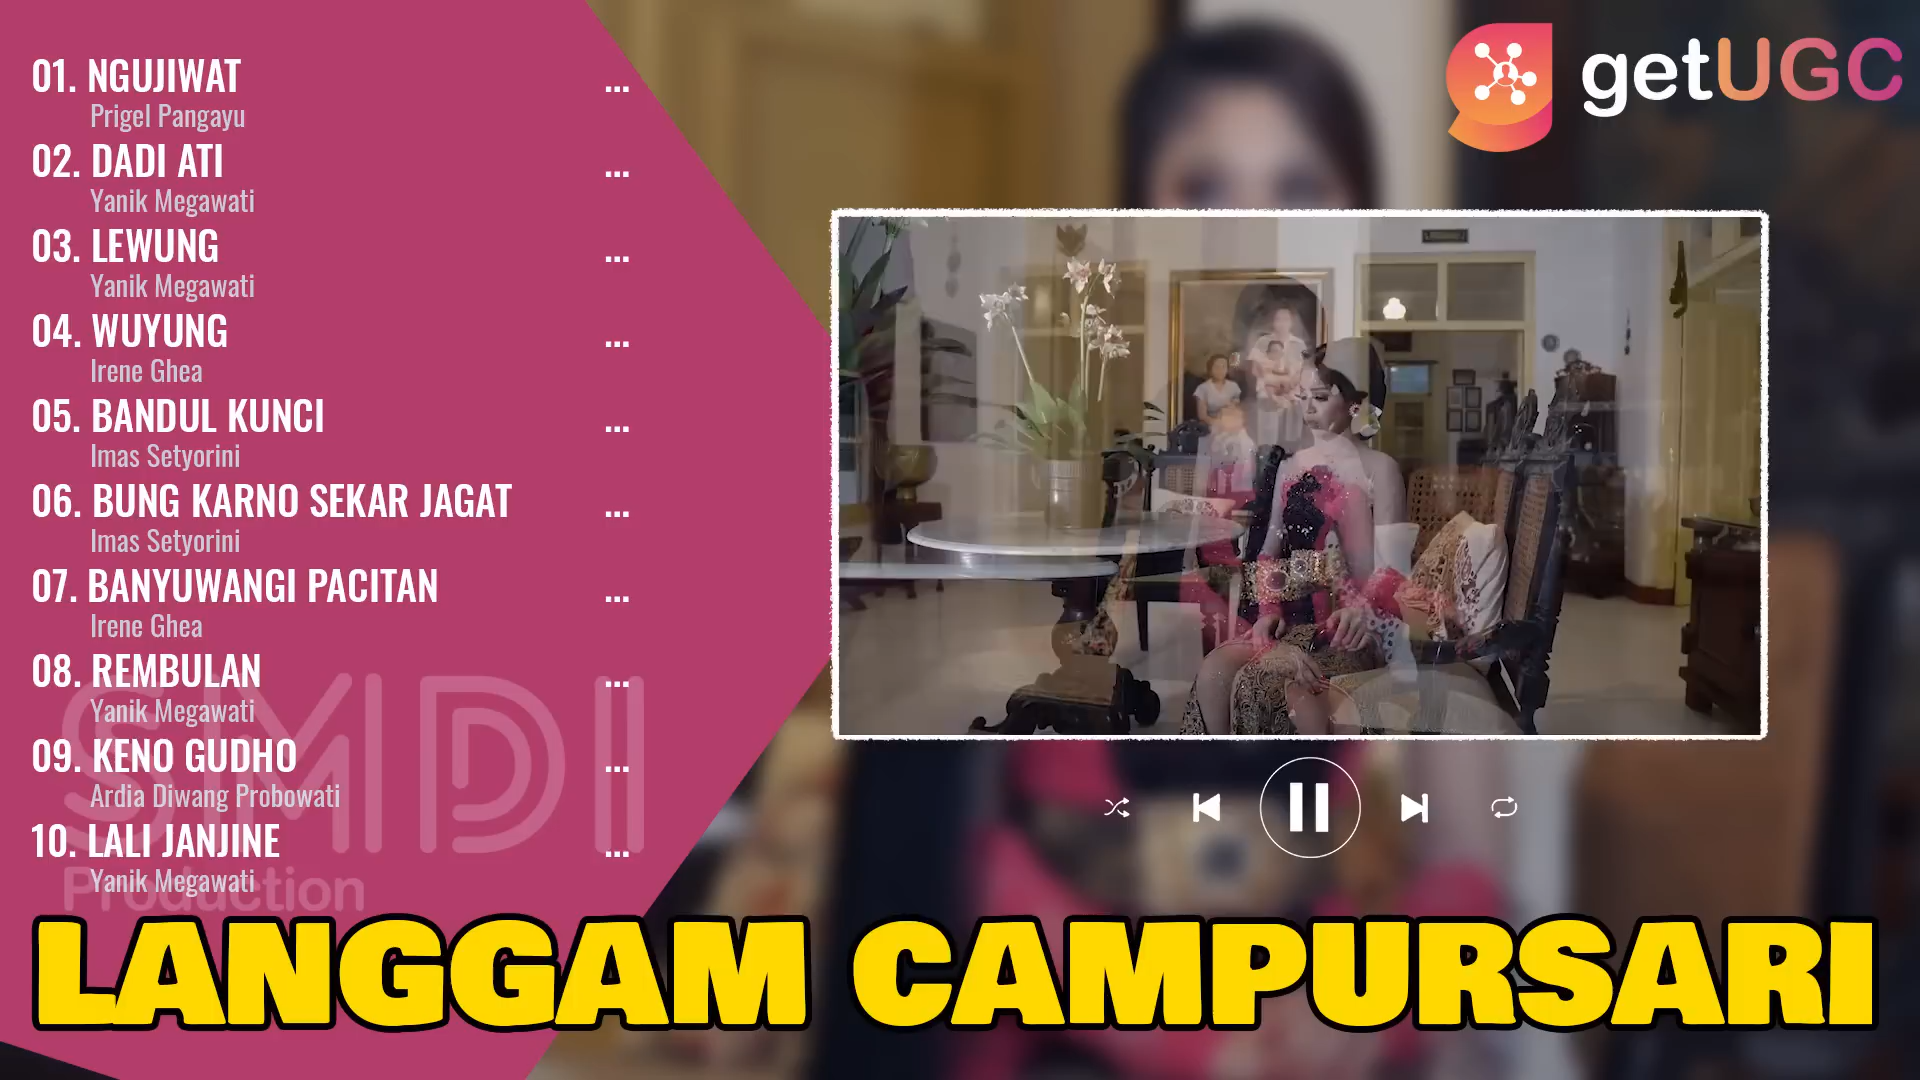 01. NGUJIWAT ...
Prigel Pangayu
02. DADI ATI ...
Yanik Megawati
03. LEWUNG ...
Yanik Megawati
04. WUYUNG ...
Irene Ghea
05. BANDUL KUNCI ...
Imas Setyorini
06. BUNG KARNO SEKAR JAGAT ...
Imas Setyorini
07. BANYUWANGI PACITAN ...
Irene Ghea
08. REMBULAN ...
Yanik Megawati
09. KENO GUDHO ...
Ardia Diwang Probowati
10. LALI JANJINE ...
Yanik Megawati
SMDI
Production
getUGC
LANGGAM CAMPURSARI